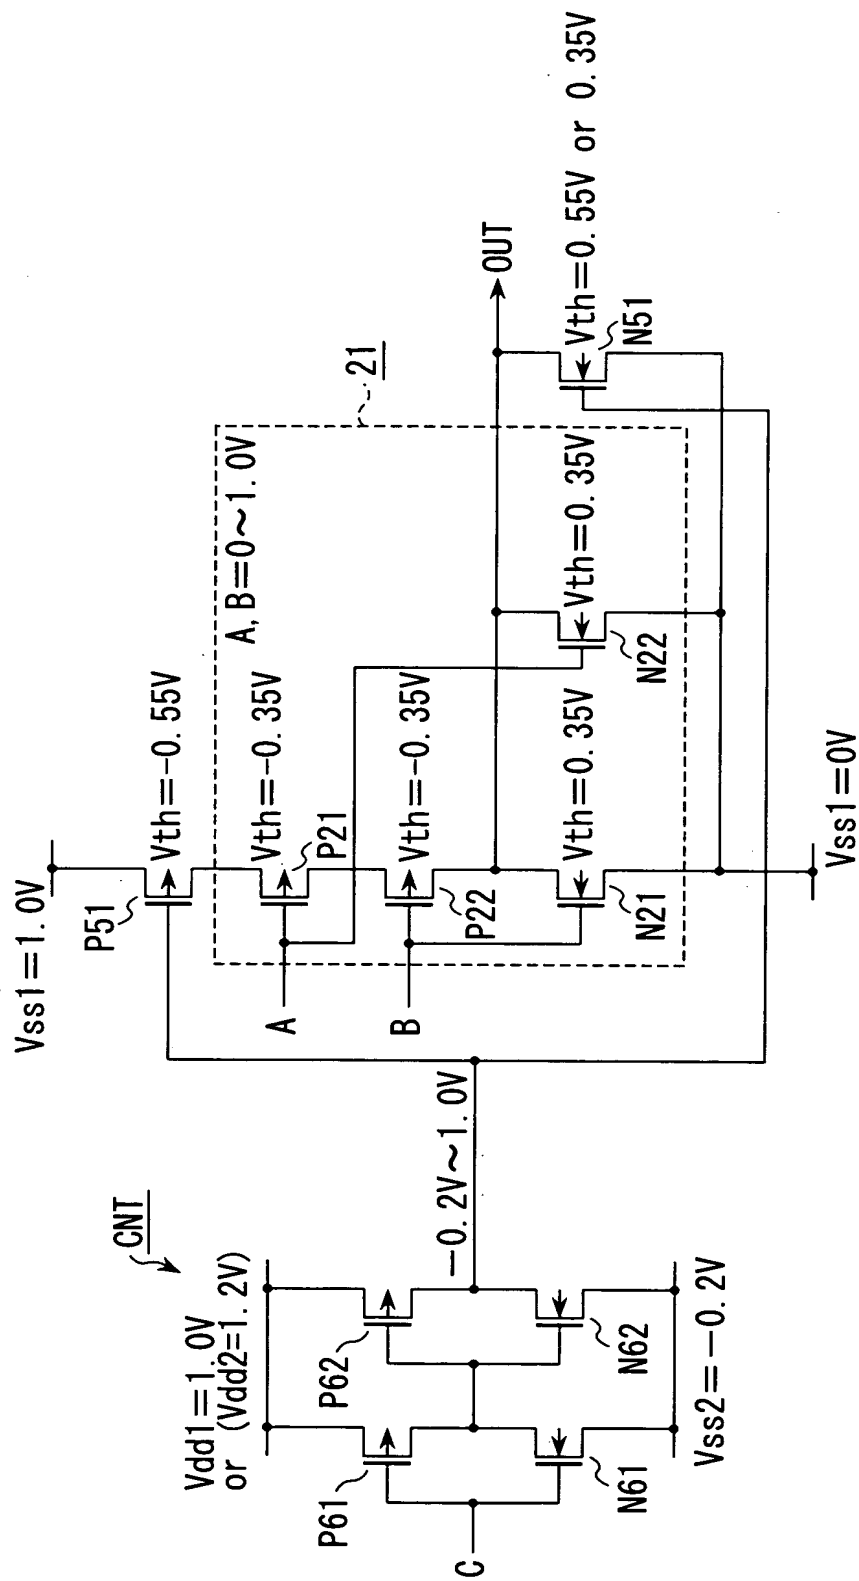 CNT
Vdd1=1.0V
or (Vdd2=1.2V)
P61
P62
C
N61
N62
Vss2=-0.2V
-0.2V~1.0V
Vss1=1.0V
P51
Vth=-0.55V
21
A, B=0~1.0V
A
Vth=-0.35V
P21
B
Vth=-0.35V
P22
OUT
Vth=0.35V
N21
Vth=0.35V
N22
Vth=0.55V or 0.35V
N51
Vss1=0V